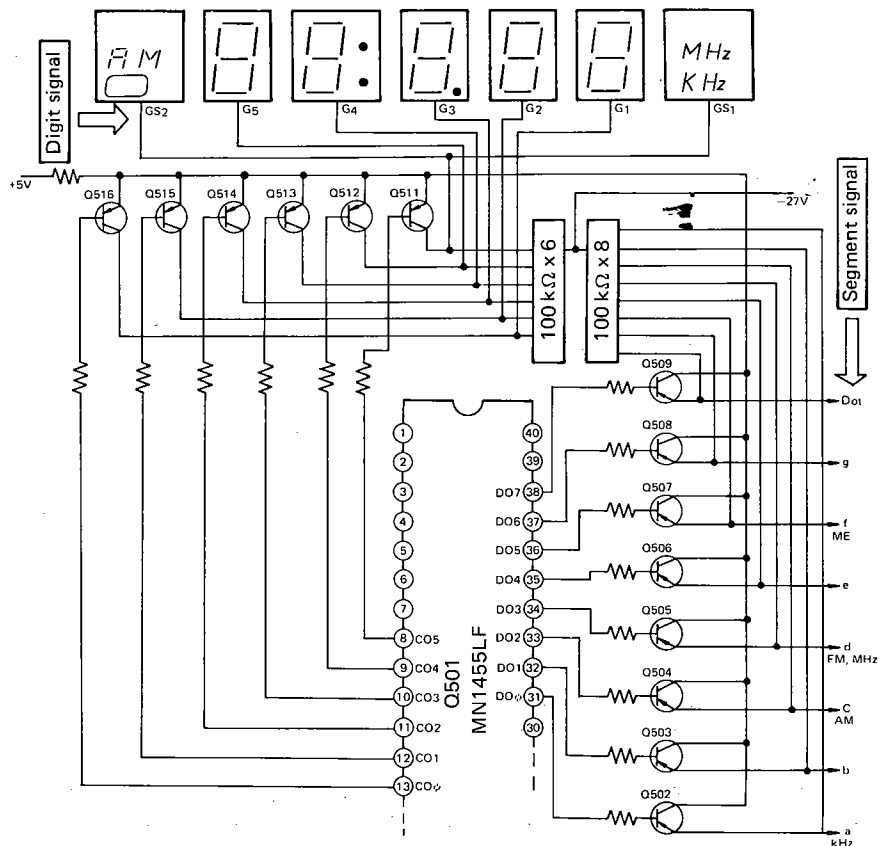 AM
MHz
KHz
GS2
G5
G4
G3
G2
G1
GS1
Digit signal
+5V
Q516
Q515
Q514
Q513
Q512
Q511
-27V
100 kΩ x 6
100 kΩ x 8
Segment signal
Q509
Dot
Q508
g
Q507
f
ME
Q506
e
Q505
d
FM, MHz
Q504
C
AM
Q503
b
Q502
a
kHz
1
2
3
4
5
6
7
8 CO5
9 CO4
10 CO3
11 CO2
12 CO1
13 COφ
Q501
MN1455LF
40
39
DO7 38
DO6 37
DO5 36
DO4 35
DO3 34
DO2 33
DO1 32
DOφ 31
30